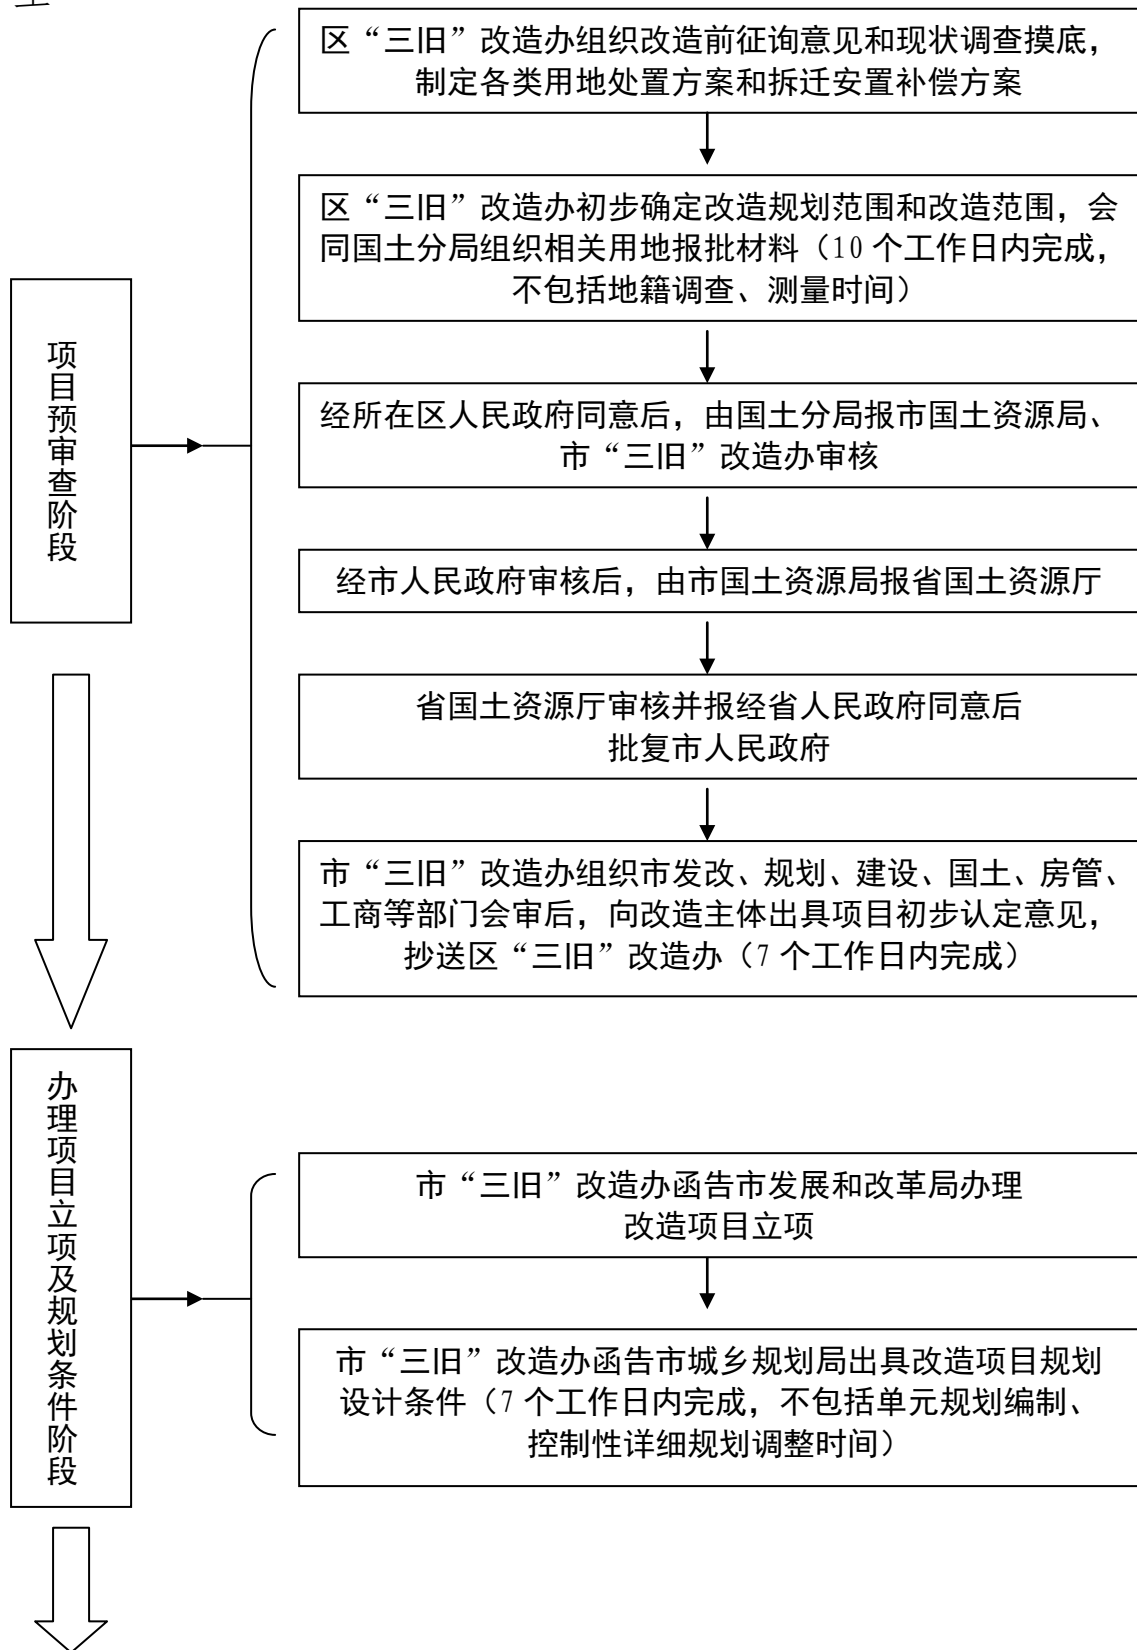 区“三旧”改造办组织改造前征询意见和现状调查摸底，
制定各类用地处置方案和拆迁安置补偿方案
区“三旧”改造办初步确定改造规划范围和改造范围，会
同国土分局组织相关用地报批材料（10 个工作日内完成，
不包括地籍调查、测量时间）
项目预审查阶段
经所在区人民政府同意后，由国土分局报市国土资源局、
市“三旧”改造办审核
经市人民政府审核后，由市国土资源局报省国土资源厅
省国土资源厅审核并报经省人民政府同意后
批复市人民政府
市“三旧”改造办组织市发改、规划、建设、国土、房管、
工商等部门会审后，向改造主体出具项目初步认定意见，
抄送区“三旧”改造办（7 个工作日内完成）
办理项目立项及规划条件阶段
市“三旧”改造办函告市发展和改革局办理
改造项目立项
市“三旧”改造办函告市城乡规划局出具改造项目规划
设计条件（7 个工作日内完成，不包括单元规划编制、
控制性详细规划调整时间）